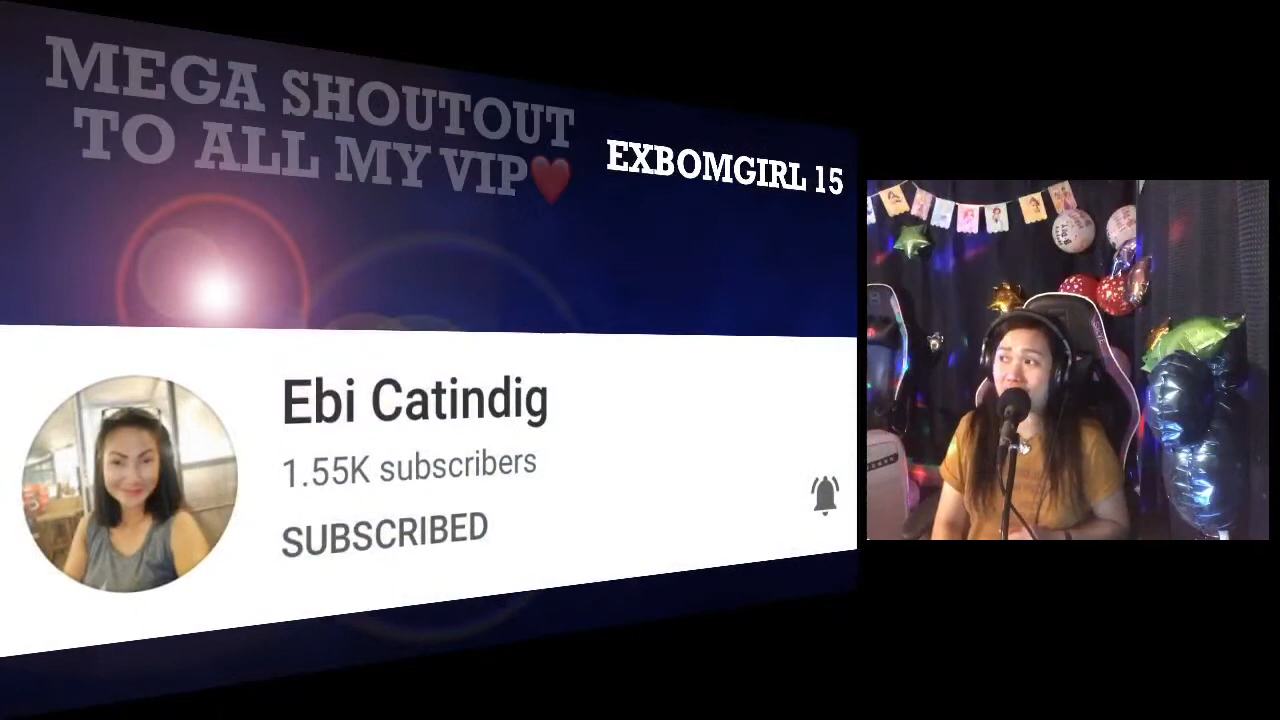 MEGA SHOUTOUT
TO ALL MY VIP❤️
EXBOMGIRL 15
Ebi Catindig
1.55K subscribers
SUBSCRIBED